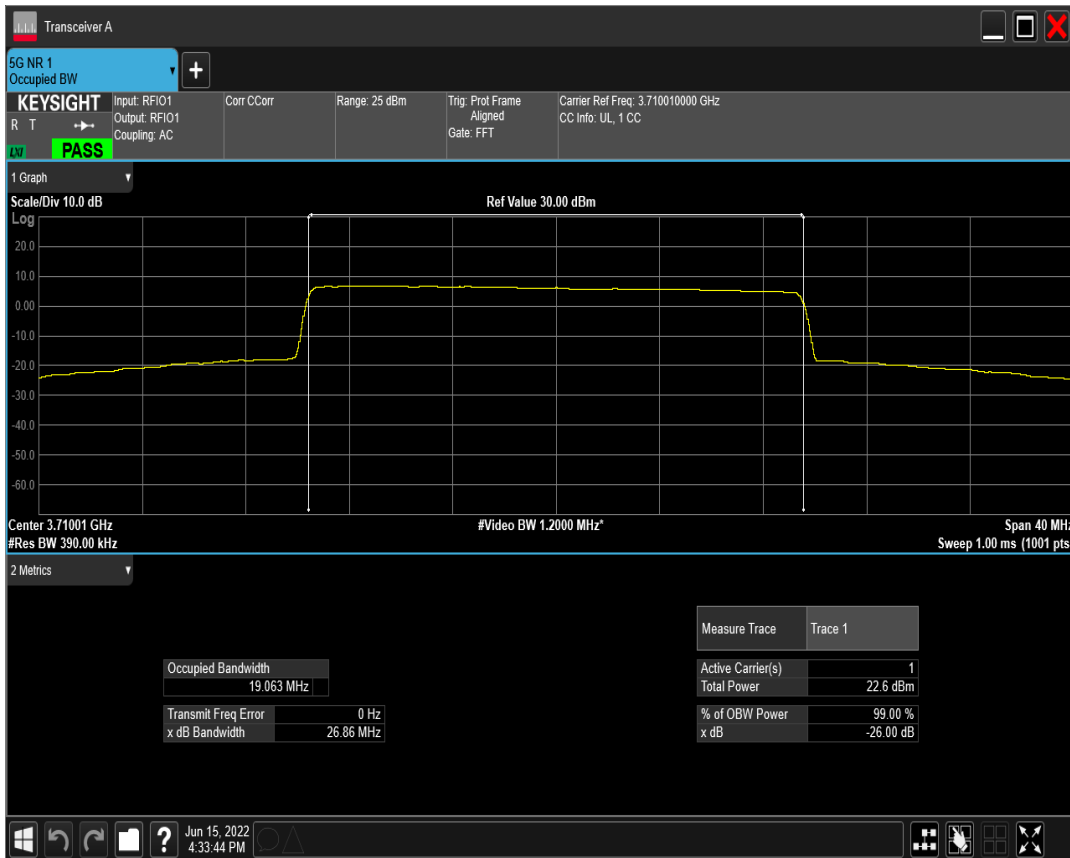 Transceiver A
5G NR 1
Occupied BW
KEYSIGHT
R T
LXI
PASS
Input: RFIO1
Output: RFIO1
Coupling: AC
Corr CCorr
Range: 25 dBm
Trig: Prot Frame
Aligned
Gate: FFT
Carrier Ref Freq: 3.710010000 GHz
CC Info: UL, 1 CC
1 Graph
Scale/Div 10.0 dB
Ref Value 30.00 dBm
Log
20.0
10.0
0.00
-10.0
-20.0
-30.0
-40.0
-50.0
-60.0
Center 3.71001 GHz
#Video BW 1.2000 MHz*
Span 40 MHz
#Res BW 390.00 kHz
Sweep 1.00 ms (1001 pts
2 Metrics
Measure Trace Trace 1
Occupied Bandwidth
19.063 MHz
Active Carrier(s) 1
Total Power 22.6 dBm
Transmit Freq Error 0 Hz
x dB Bandwidth 26.86 MHz
% of OBW Power 99.00 %
x dB -26.00 dB
?
Jun 15, 2022
4:33:44 PM